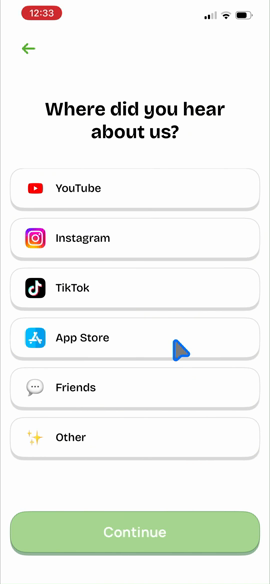 12:33
Where did you hear
about us?
YouTube
Instagram
TikTok
App Store
Friends
Other
Continue